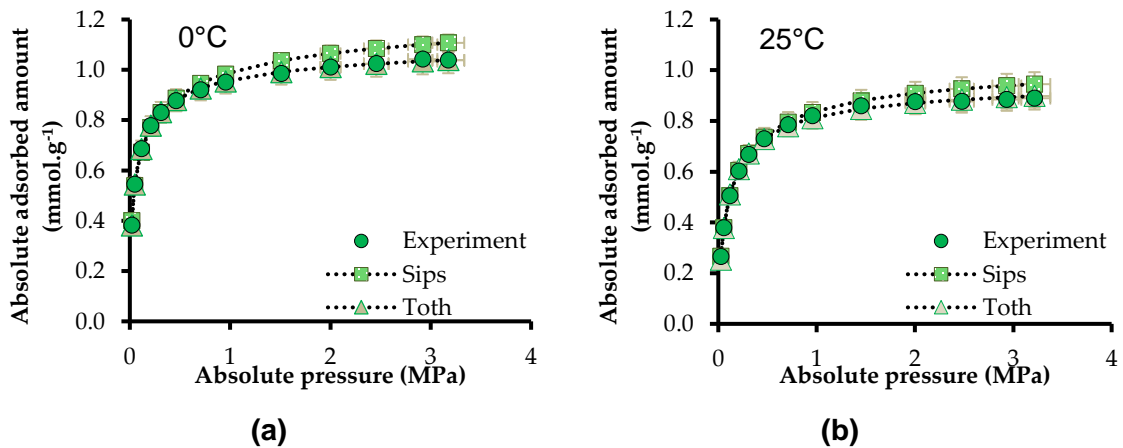 Absolute adsorbed amount
(mmol.g⁻¹)
1.2
1.0
0.8
0.6
0.4
0.2
0.0
0°C
Experiment
Sips
Toth
0 1 2 3 4
Absolute pressure (MPa)
(a)
Absolute adsorbed amount
(mmol.g⁻¹)
1.2
1.0
0.8
0.6
0.4
0.2
0.0
25°C
Experiment
Sips
Toth
0 1 2 3 4
Absolute pressure (MPa)
(b)